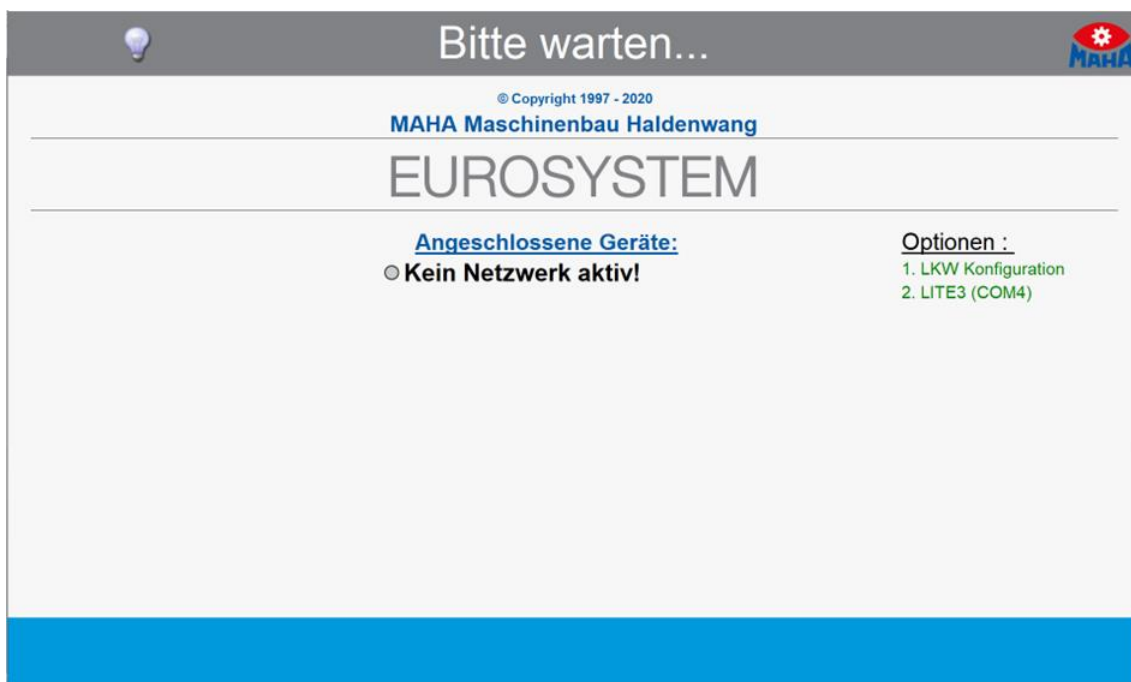 Bitte warten...
MAHA
© Copyright 1997 - 2020
MAHA Maschinenbau Haldenwang
EUROSYSTEM
Angeschlossene Geräte:
Kein Netzwerk aktiv!
Optionen :
1. LKW Konfiguration
2. LITE3 (COM4)